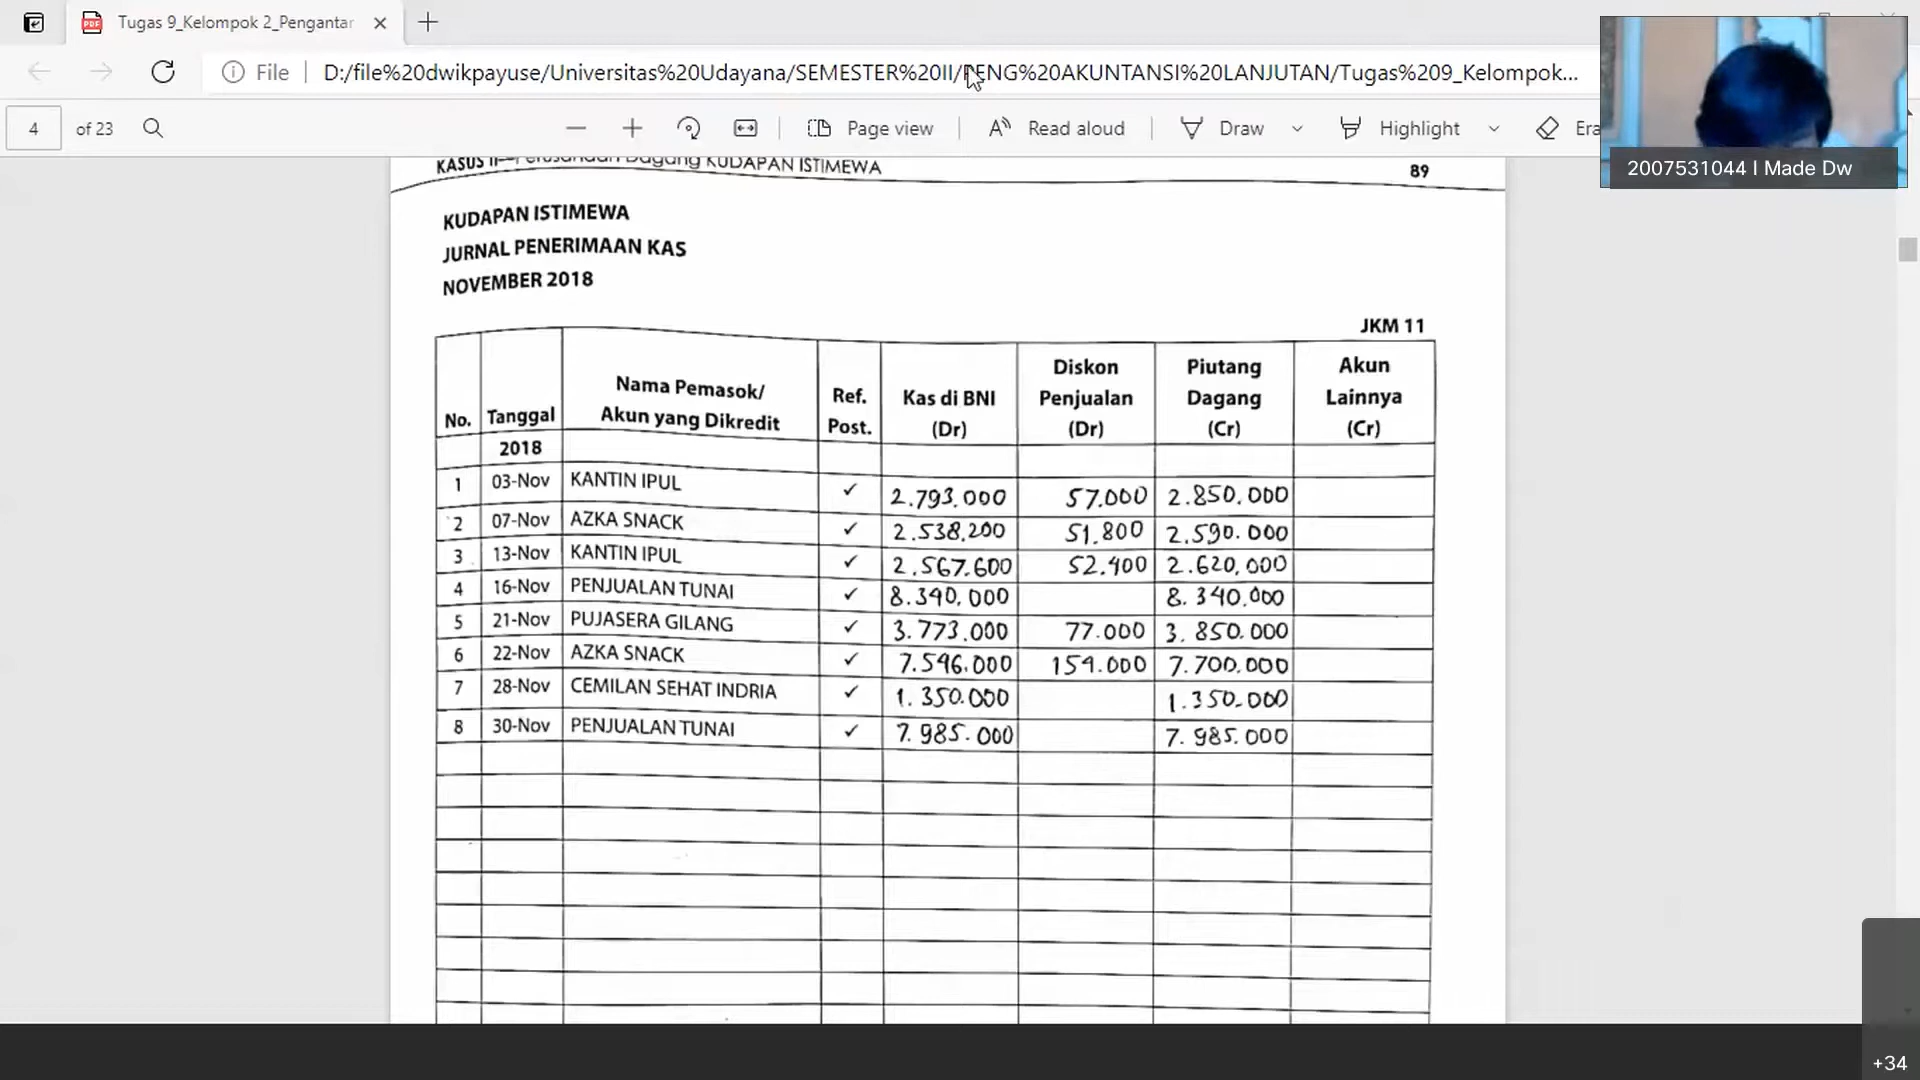 Tugas 9_Kelompok 2_Pengantar
File
D:/file%20dwikpayuse/Universitas%20Udayana/SEMESTER%20II/PENG%20AKUNTANSI%20LANJUTAN/Tugas%209_Kelompok...
4 of 23 Page view Read aloud Draw Highlight Era
2007531044 I Made Dw
KASUS II—Perusahaan Dagang KUDAPAN ISTIMEWA 89
KUDAPAN ISTIMEWA
JURNAL PENERIMAAN KAS
NOVEMBER 2018
JKM 11
No. Tanggal Nama Pemasok/ Akun yang Dikredit Ref. Post. Kas di BNI (Dr) Diskon Penjualan (Dr) Piutang Dagang (Cr) Akun Lainnya (Cr)
2018
1 03-Nov KANTIN IPUL ✓ 2.793.000 57.000 2.850.000
2 07-Nov AZKA SNACK ✓ 2.538.200 51.800 2.590.000
3 13-Nov KANTIN IPUL ✓ 2.567.600 52.400 2.620.000
4 16-Nov PENJUALAN TUNAI ✓ 8.340.000 8.340.000
5 21-Nov PUJASERA GILANG ✓ 3.773.000 77.000 3.850.000
6 22-Nov AZKA SNACK ✓ 7.546.000 154.000 7.700.000
7 28-Nov CEMILAN SEHAT INDRIA ✓ 1.350.000 1.350.000
8 30-Nov PENJUALAN TUNAI ✓ 7.985.000 7.985.000
+34